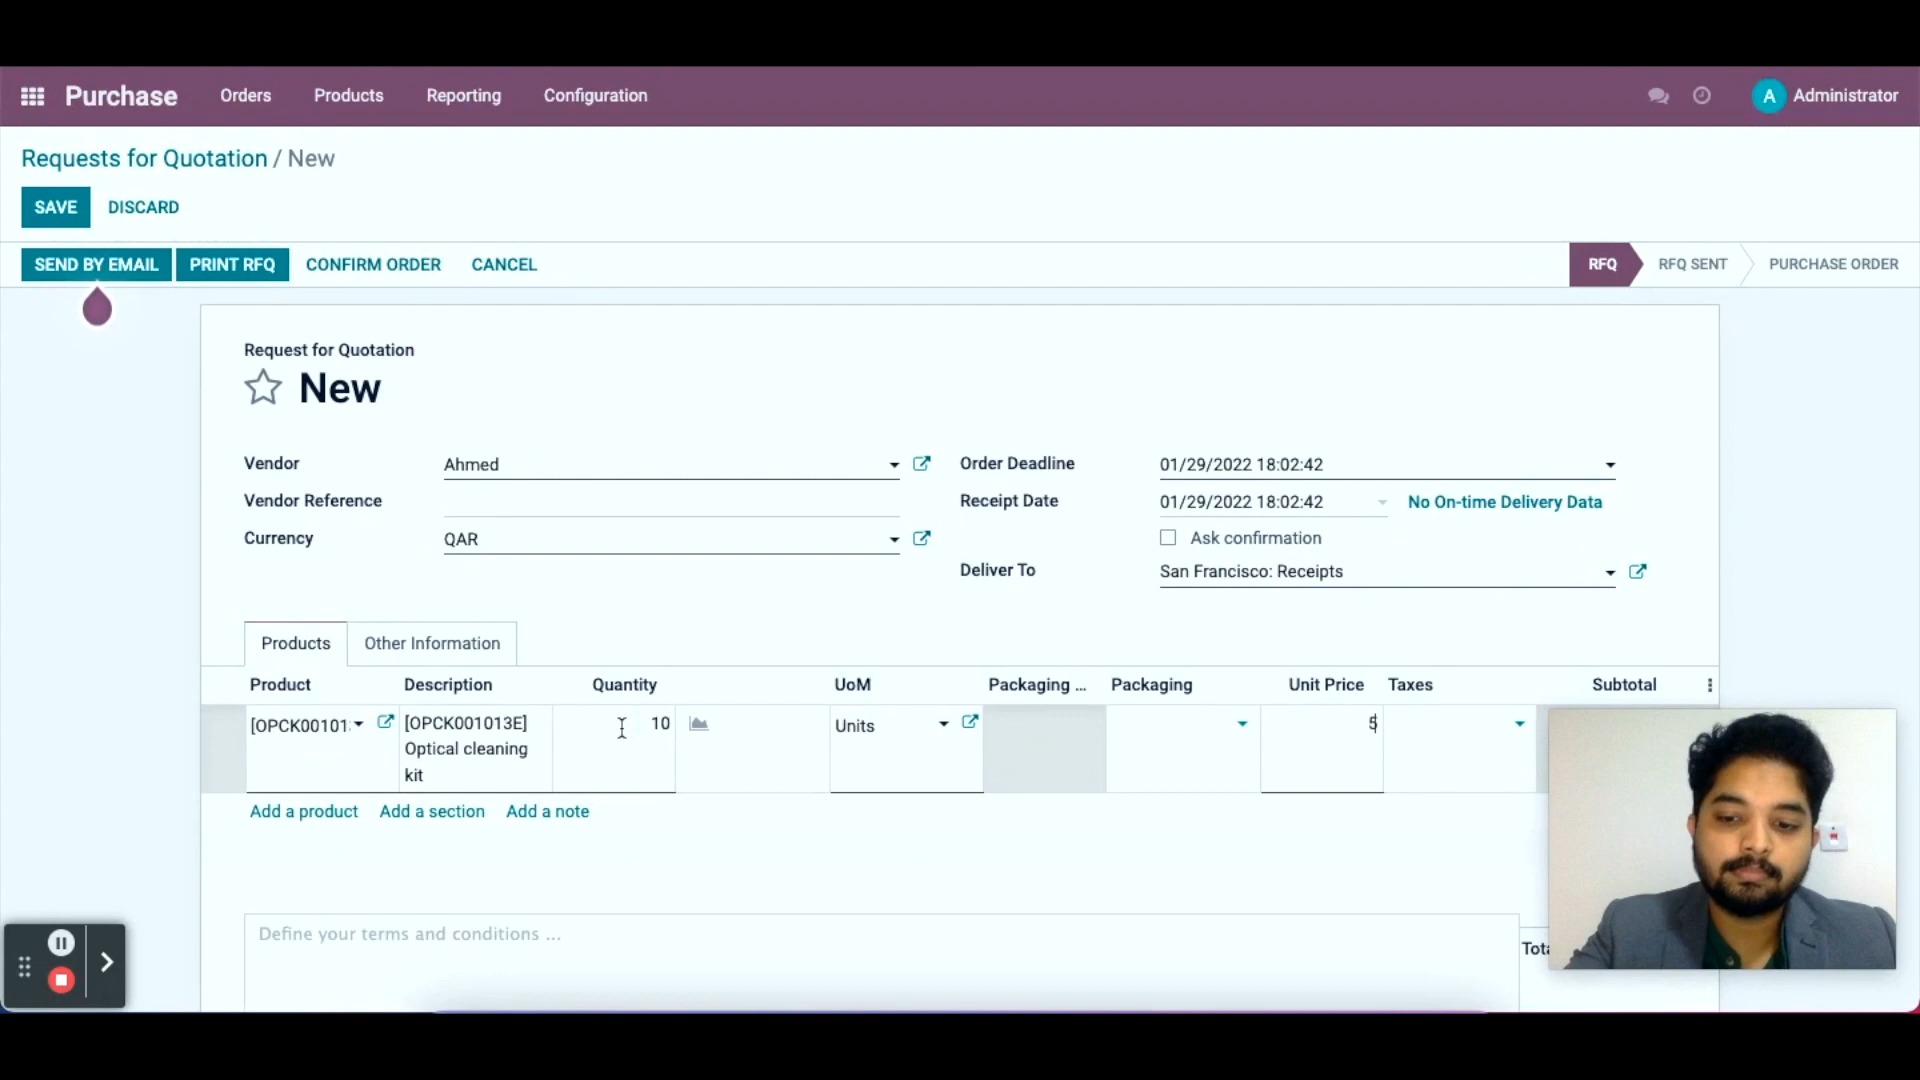 Purchase Orders Products Reporting Configuration A Administrator
Requests for Quotation / New
SAVE DISCARD
SEND BY EMAIL PRINT RFQ CONFIRM ORDER CANCEL RFQ RFQ SENT PURCHASE ORDER
Request for Quotation
New
Vendor Ahmed Order Deadline 01/29/2022 18:02:42
Vendor Reference Receipt Date 01/29/2022 18:02:42 No On-time Delivery Data
Currency QAR Ask confirmation
Deliver To San Francisco: Receipts
Products Other Information
Product Description Quantity UoM Packaging ... Packaging Unit Price Taxes Subtotal
[OPCK00101 [OPCK001013E] 10 Units 5
Optical cleaning
kit
Add a product Add a section Add a note
Define your terms and conditions ...